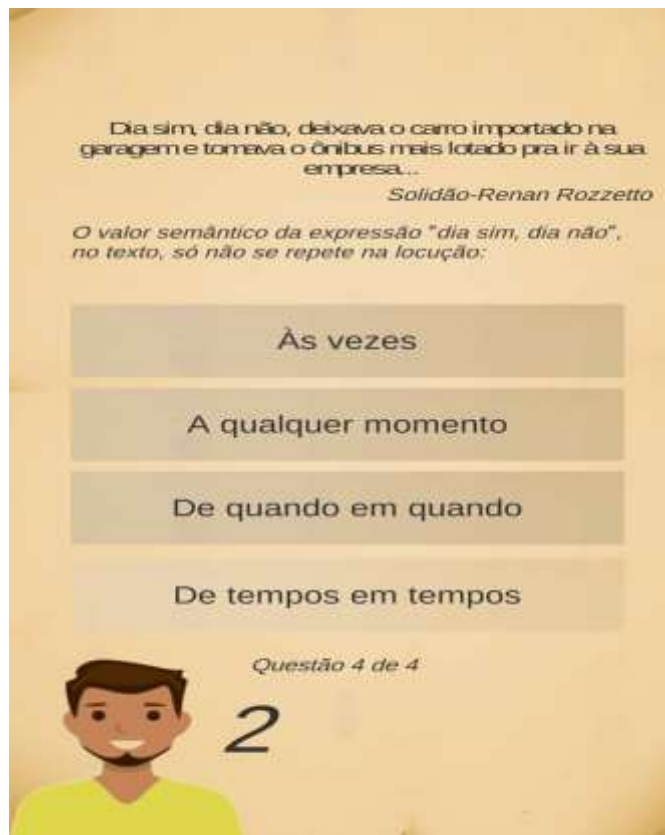 Dia sim, dia não, deixava o carro importado na
garagem e tomava o ônibus mais lotado pra ir à sua
empresa...
Solidão-Renan Rozzetto
O valor semântico da expressão "dia sim, dia não",
no texto, só não se repete na locução:
Às vezes
A qualquer momento
De quando em quando
De tempos em tempos
Questão 4 de 4
2